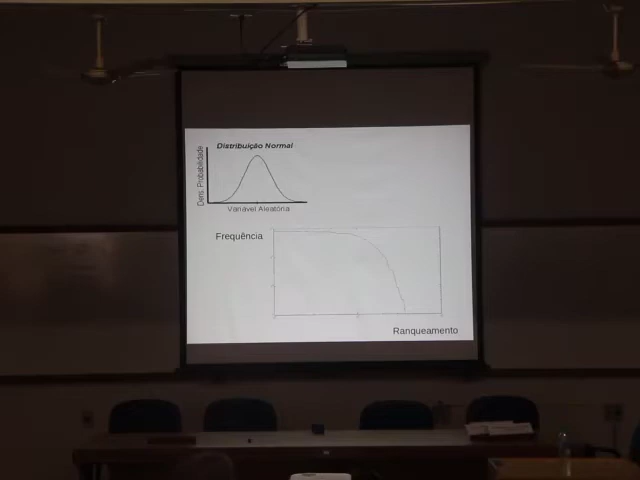 Distribuição Normal
Dens. Probabilidade
Variável Aleatória
Frequência
Ranqueamento